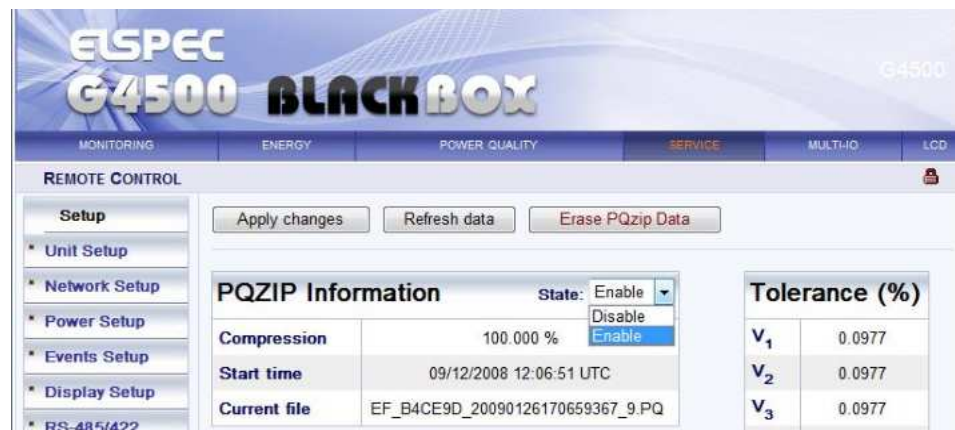 ELSPEC
G4500 BLACKBOX
G4500
MONITORING ENERGY POWER QUALITY SERVICE MULTI-IO LCD
REMOTE CONTROL
Setup
Unit Setup
Network Setup
Power Setup
Events Setup
Display Setup
RS-485/422
Apply changes Refresh data Erase PQzip Data
PQZIP Information State: Enable
Disable
Enable
Compression 100.000 %
Start time 09/12/2008 12:06:51 UTC
Current file EF_B4CE9D_20090126170659367_9.PQ
Tolerance (%)
V1 0.0977
V2 0.0977
V3 0.0977